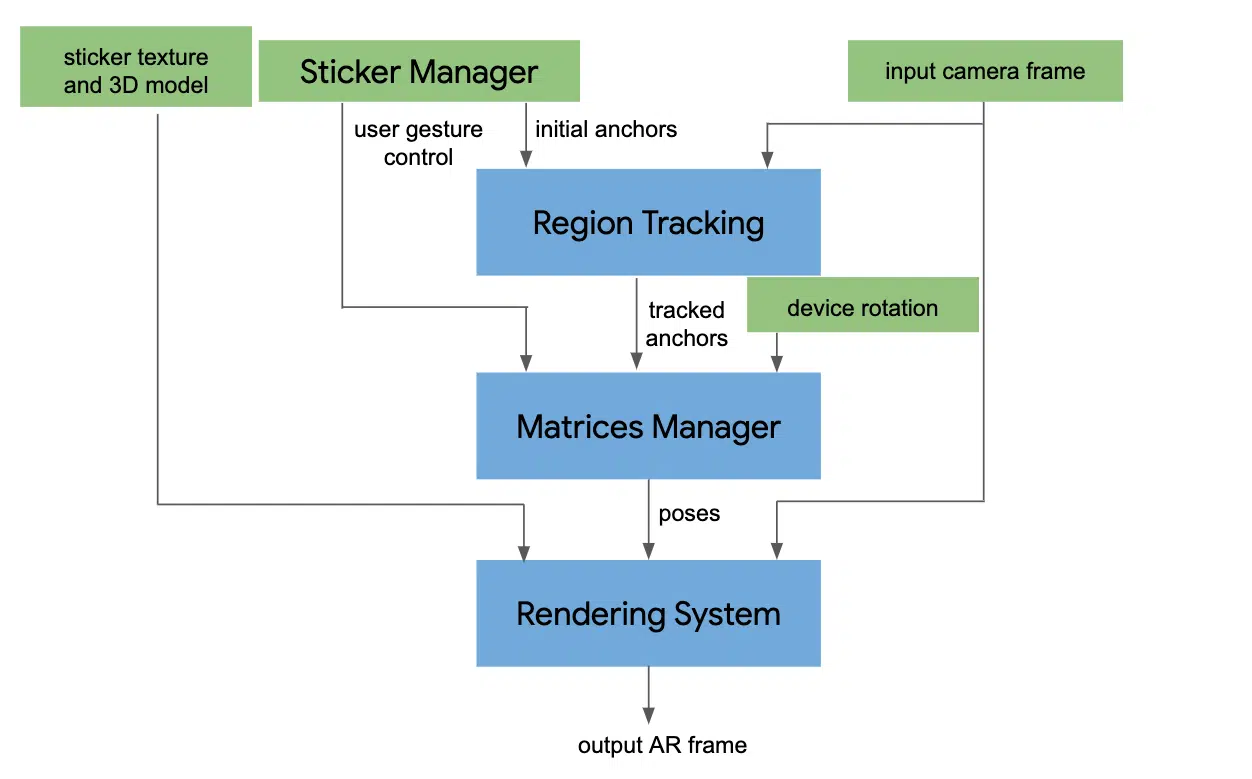 sticker texture
and 3D model
Sticker Manager
input camera frame
user gesture
control
initial anchors
Region Tracking
tracked
anchors
device rotation
Matrices Manager
poses
Rendering System
output AR frame